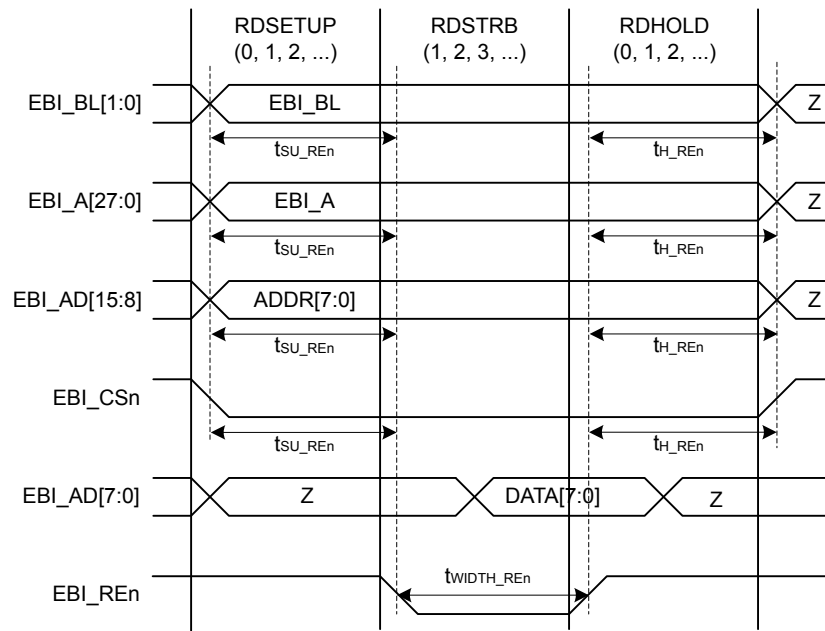 RDSETUP RDSTRB RDHOLD
(0, 1, 2, ...) (1, 2, 3, ...) (0, 1, 2, ...)
EBI_BL[1:0] EBI_BL Z
tSU_REn tH_REn
EBI_A[27:0] EBI_A Z
tSU_REn tH_REn
EBI_AD[15:8] ADDR[7:0] Z
tSU_REn tH_REn
EBI_CSn
tSU_REn tH_REn
EBI_AD[7:0] Z DATA[7:0] Z
tWIDTH_REn
EBI_REn